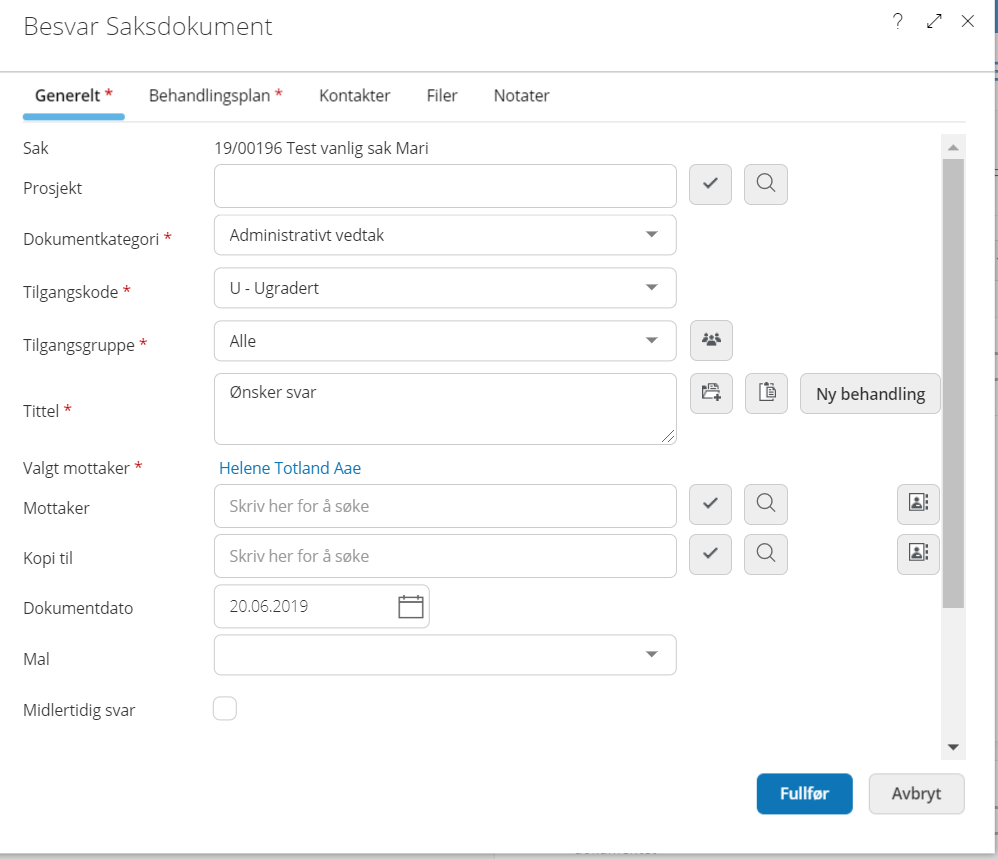 Besvar Saksdokument ?
Generelt * Behandlingsplan * Kontakter Filer Notater
Sak 19/00196 Test vanlig sak Mari
Prosjekt
Dokumentkategori * Administrativt vedtak
Tilgangskode * U - Ugradert
Tilgangsgruppe * Alle
Ønsker svar
Ny behandling
Tittel *
Valgt mottaker * Helene Totland Aae
Mottaker Skriv her for å søke
Kopi til Skriv her for å søke
Dokumentdato 20.06.2019
Mal
Midlertidig svar
Fullfør Avbryt